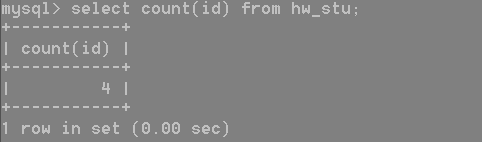 mysql> select count(id) from hw_stu;
+-----------+
| count(id) |
+-----------+
|         4 |
+-----------+
1 row in set (0.00 sec)